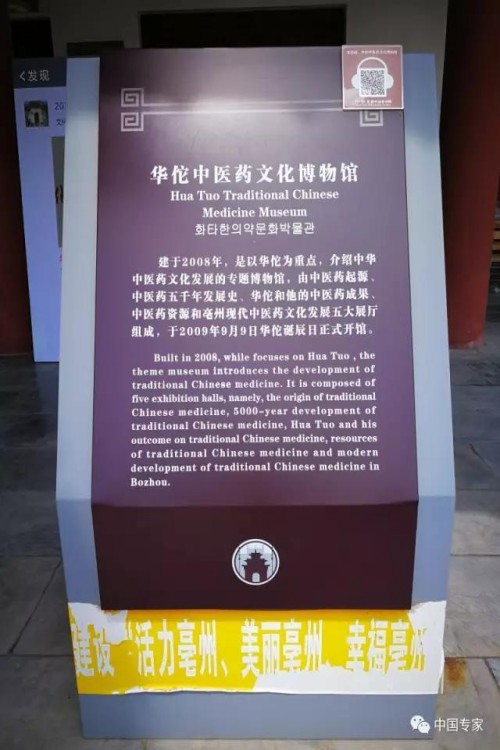 发现
华佗中医药文化博物馆
Hua Tuo Traditional Chinese
Medicine Museum
화타한의약문화박물관
建于2008年，是以华佗为重点，介绍中华
中医药文化发展的专题博物馆，由中医药起源、
中医药五千年发展史、华佗和他的中医药成果、
中医药资源和亳州现代中医药文化发展五大展厅
组成，于2009年9月9日华佗诞辰日正式开馆。
Built in 2008, while focuses on Hua Tuo , the
theme museum introduces the development of
traditional Chinese medicine. It is composed of
five exhibition halls, namely, the origin of traditional
Chinese medicine, 5000-year development of
traditional Chinese medicine, Hua Tuo and his
outcome on traditional Chinese medicine, resources
of traditional Chinese medicine and modern
development of traditional Chinese medicine in
Bozhou.
建设“活力亳州、美丽亳州、幸福亳州
中国专家